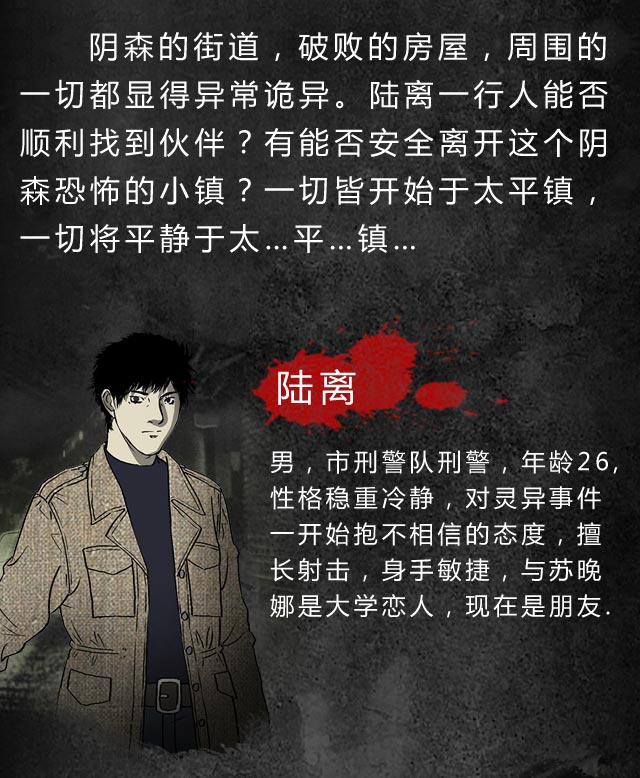 阴森的街道，破败的房屋，周围的
一切都显得异常诡异。陆离一行人能否
顺利找到伙伴？有能否安全离开这个阴
森恐怖的小镇？一切皆开始于太平镇，
一切将平静于太...平...镇...
陆离
男，市刑警队刑警，年龄26，
性格稳重冷静，对灵异事件
一开始抱不相信的态度，擅
长射击，身手敏捷，与苏晚
娜是大学恋人，现在是朋友.